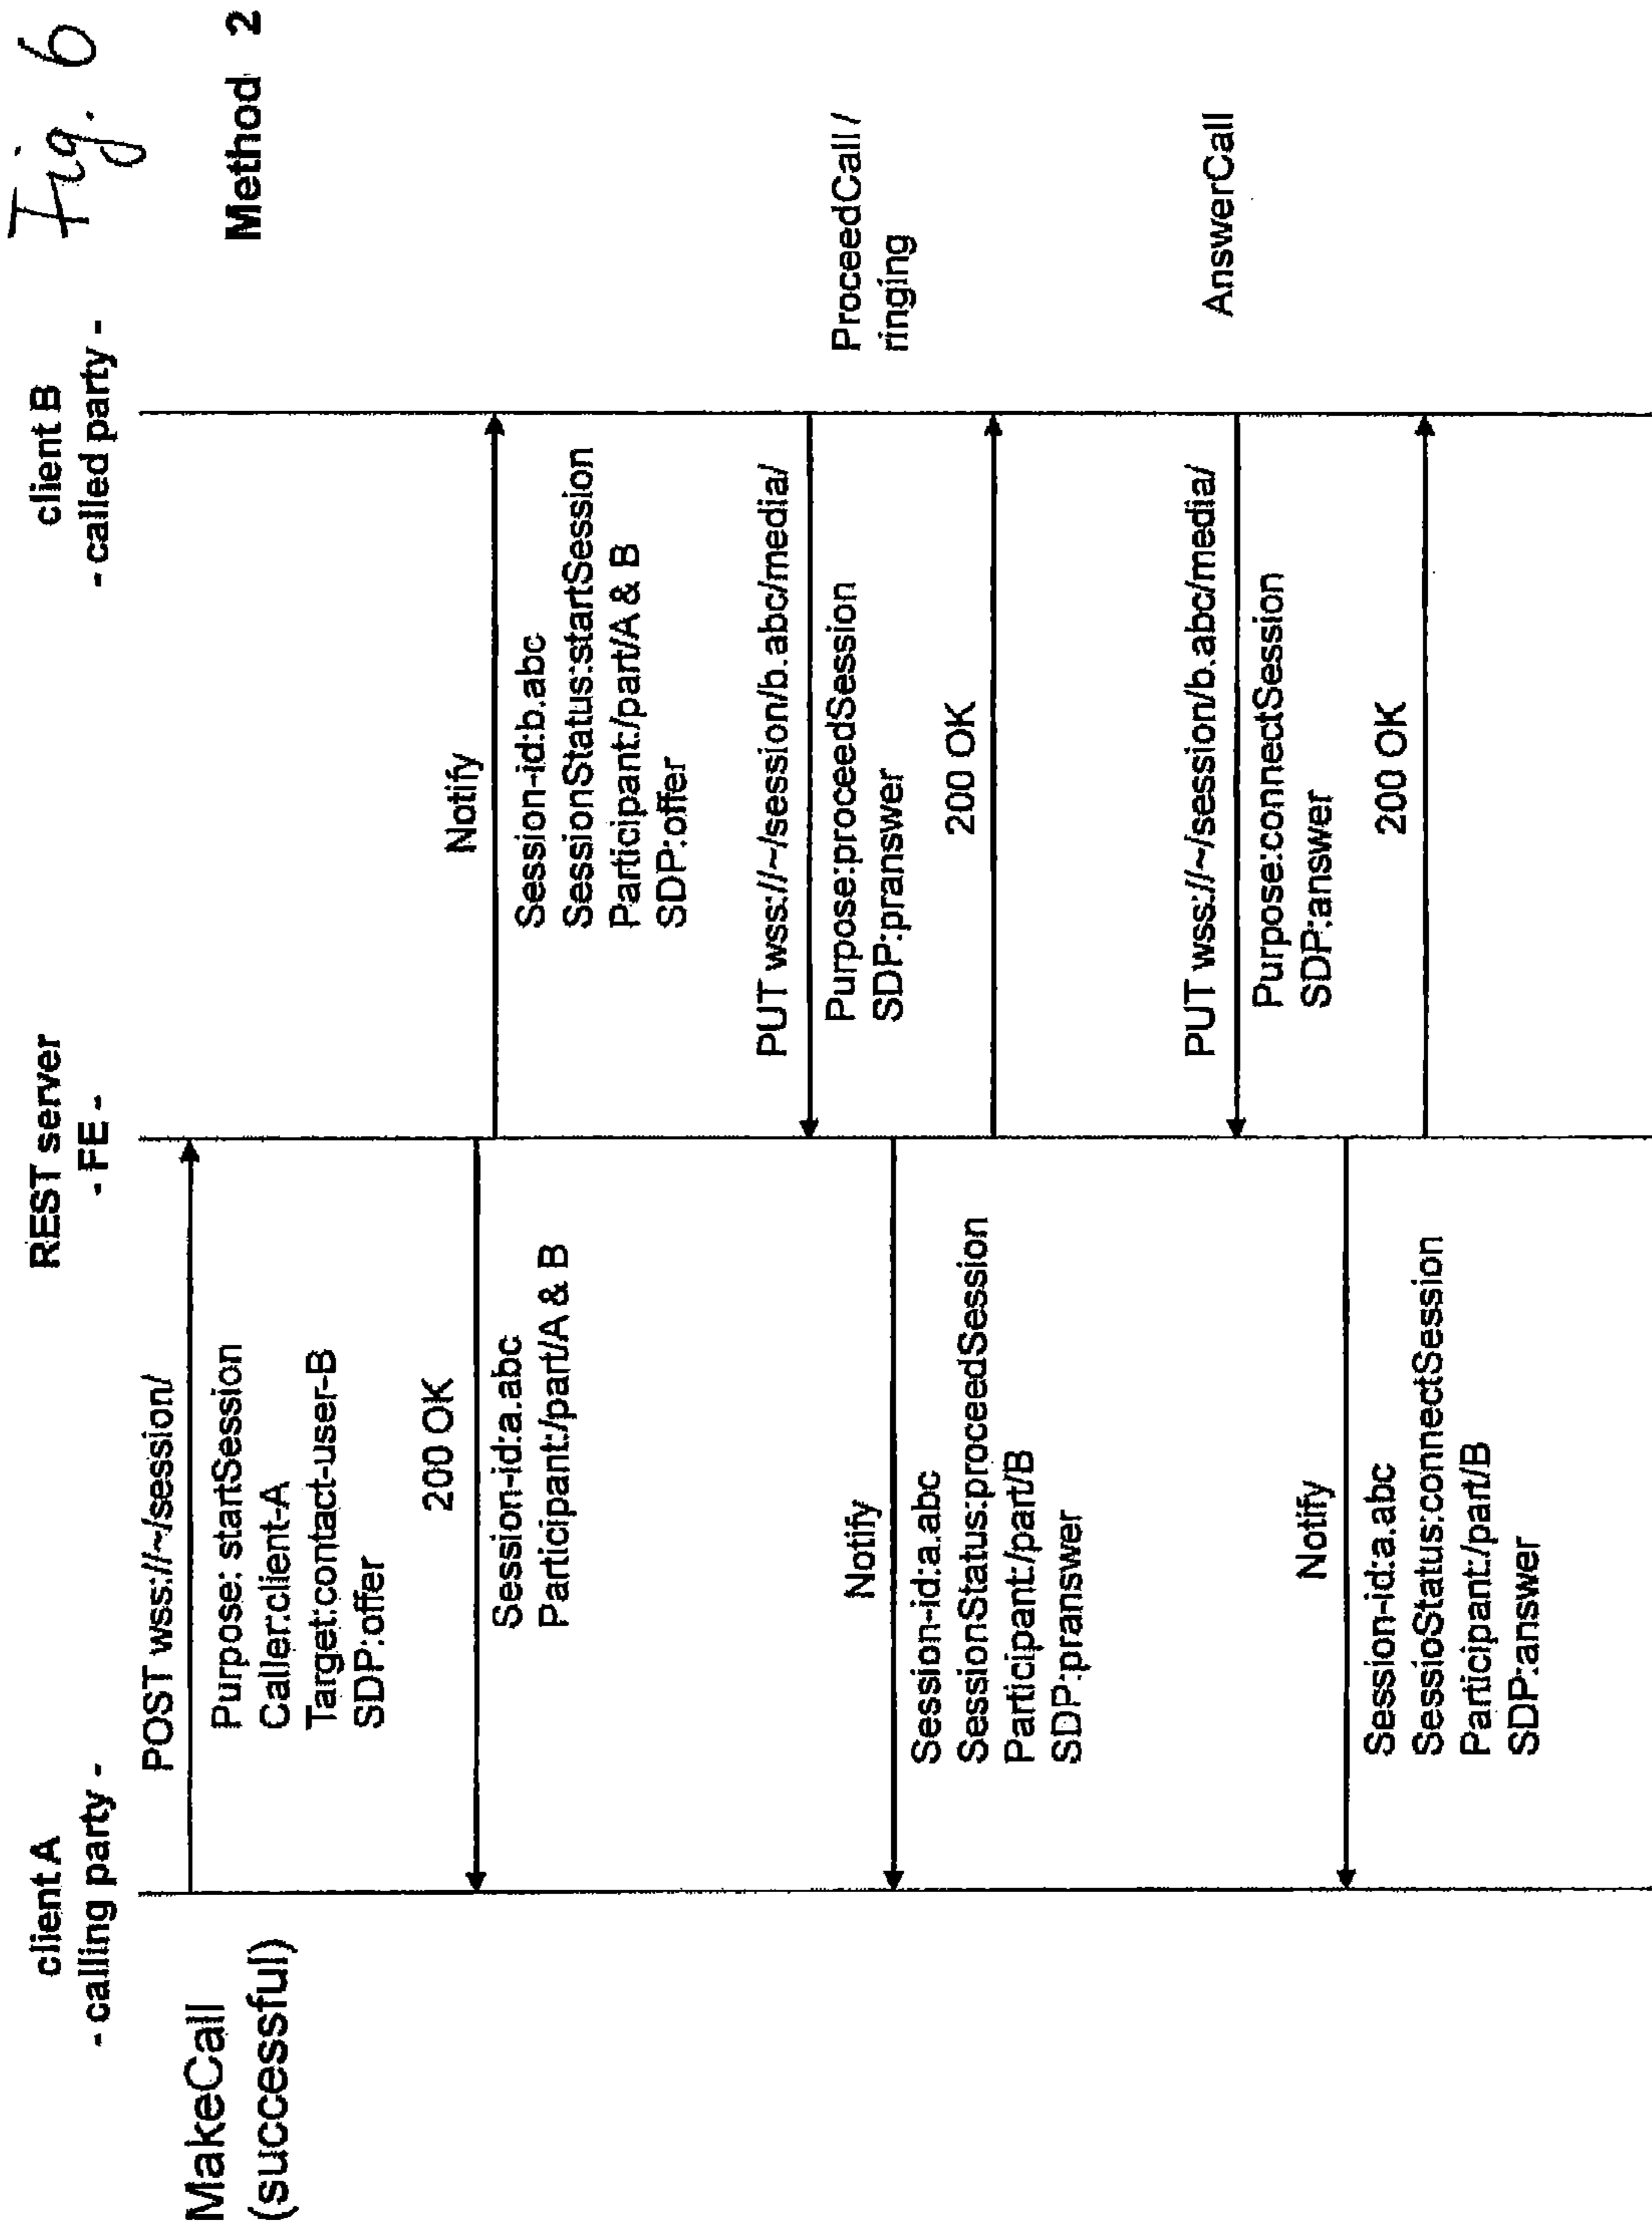 Fig. 6
Method 2
client A
- calling party -
REST server
- FE -
client B
- called party -
MakeCall
(successful)
POST wss://~/session/
Purpose: startSession
Caller:client-A
Target:contact-user-B
SDP:offer
200 OK
Session-id:a.abc
Participant:/part/A & B
Notify
Session-id:b.abc
SessionStatus:startSession
Participant:/part/A & B
SDP:offer
ProceedCall /
ringing
PUT wss://~/session/b.abc/media/
Purpose:proceedSession
SDP:pranswer
Notify
Session-id:a.abc
SessionStatus:proceedSession
Participant:/part/B
SDP:pranswer
200 OK
AnswerCall
PUT wss://~/session/b.abc/media/
Purpose:connectSession
SDP:answer
Notify
Session-id:a.abc
SessioStatus:connectSession
Participant:/part/B
SDP:answer
200 OK